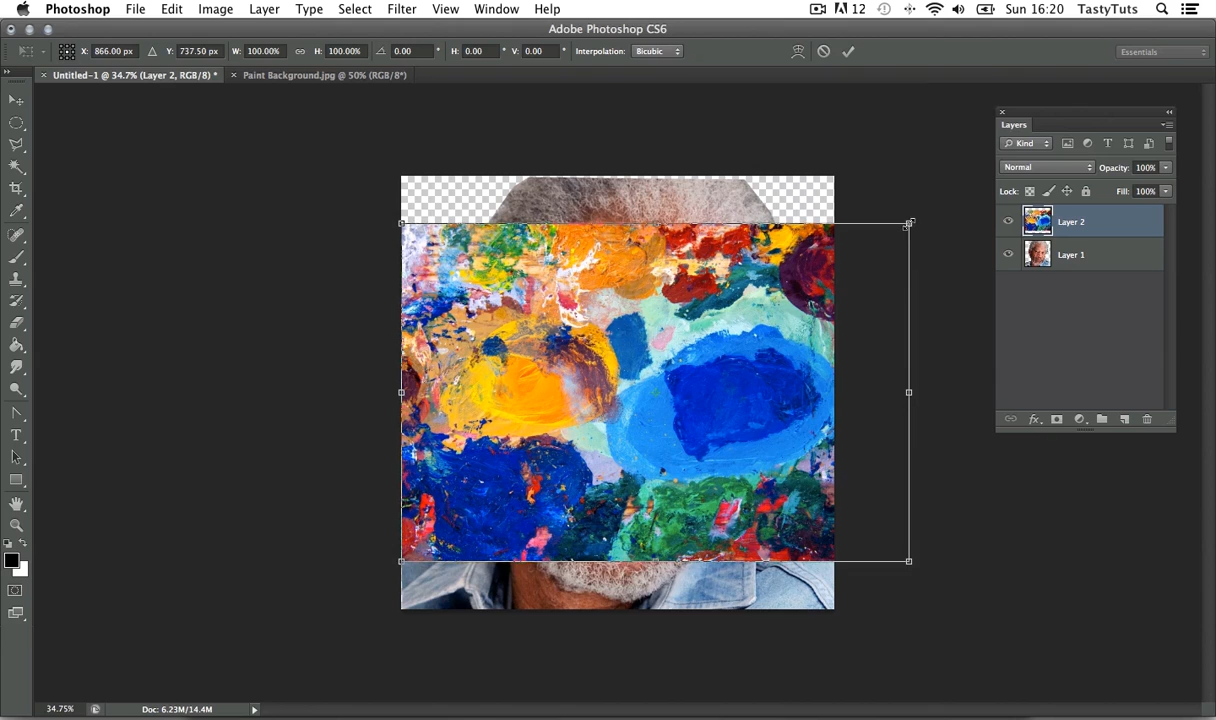 Photoshop File Edit Image Layer Type Select Filter View Window Help 12 Sun 16:20 TastyTuts
Adobe Photoshop CS6
X: 866.00 px Y: 737.50 px W: 100.00% H: 100.00% 0.00 ° H: 0.00 ° V: 0.00 ° Interpolation: Bicubic Essentials
Untitled-1 @ 34.7% (Layer 2, RGB/8) * Paint Background.jpg @ 50% (RGB/8*)
Layers
Kind
Normal Opacity: 100%
Lock: Fill: 100%
Layer 2
Layer 1
34.75% Doc: 6.23M/14.4M